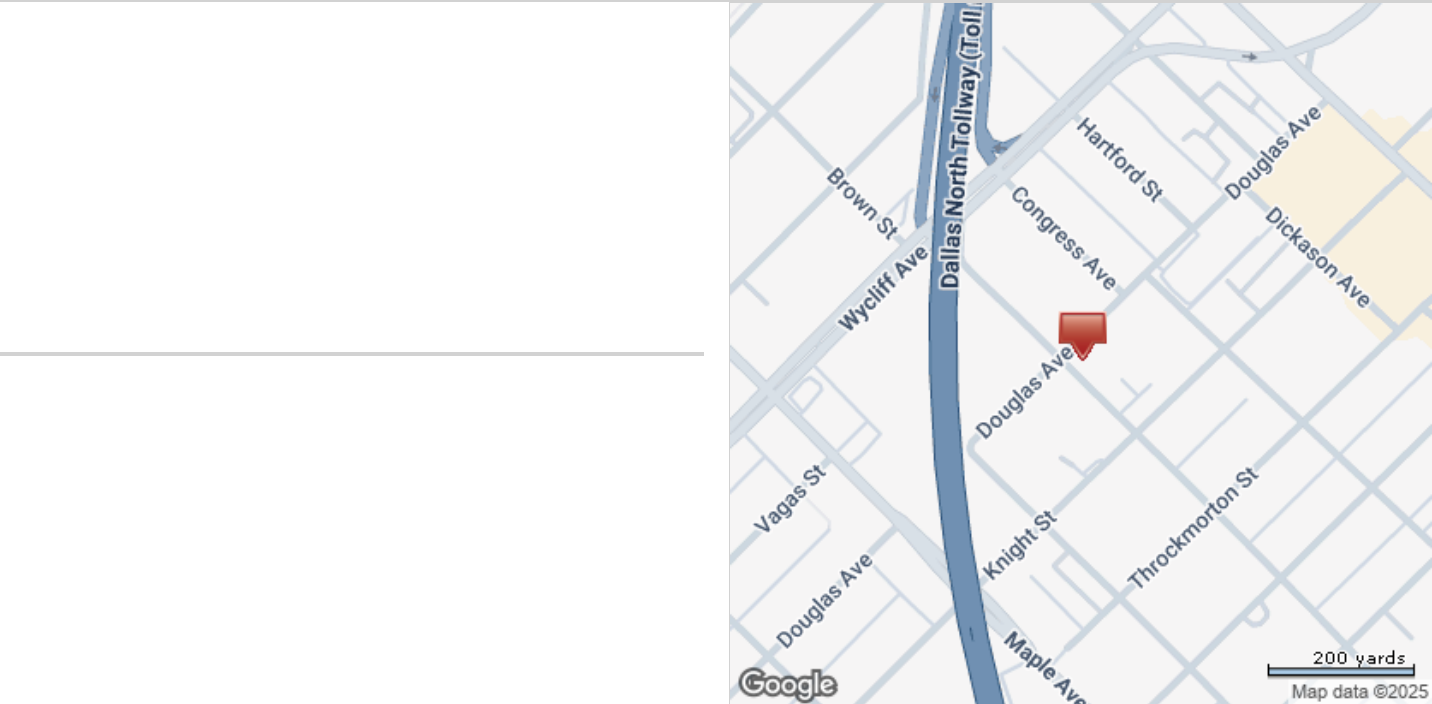 Dallas North Tollway (Toll
Hartford St
Douglas Ave
Brown St
Congress Ave
Dickason Ave
Wycliff Ave
Douglas Ave
Vagas St
Throckmorton St
Knight St
Douglas Ave
Maple Ave
200 yards
Google
Map data ©2025